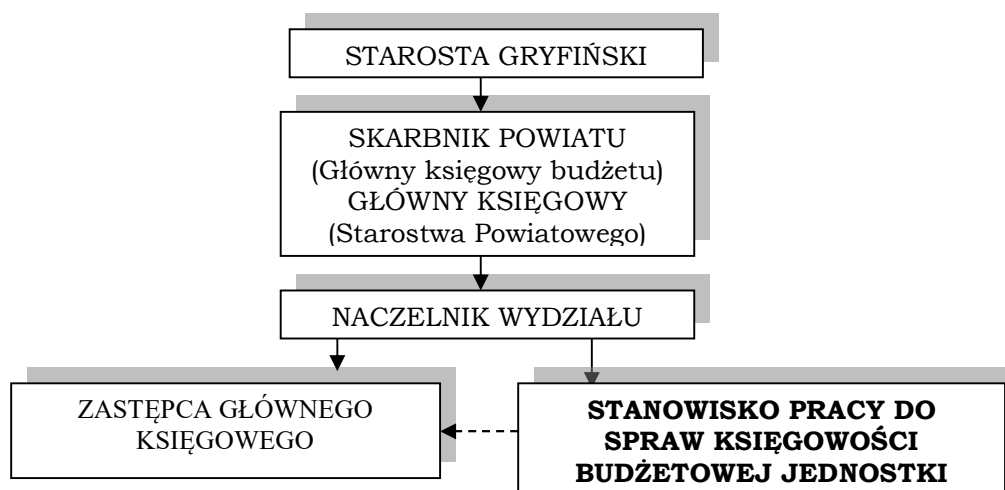 STAROSTA GRYFIŃSKI
SKARBNIK POWIATU
(Główny księgowy budżetu)
GŁÓWNY KSIĘGOWY
(Starostwa Powiatowego)
NACZELNIK WYDZIAŁU
ZASTĘPCA GŁÓWNEGO
KSIĘGOWEGO
STANOWISKO PRACY DO
SPRAW KSIĘGOWOŚCI
BUDŻETOWEJ JEDNOSTKI